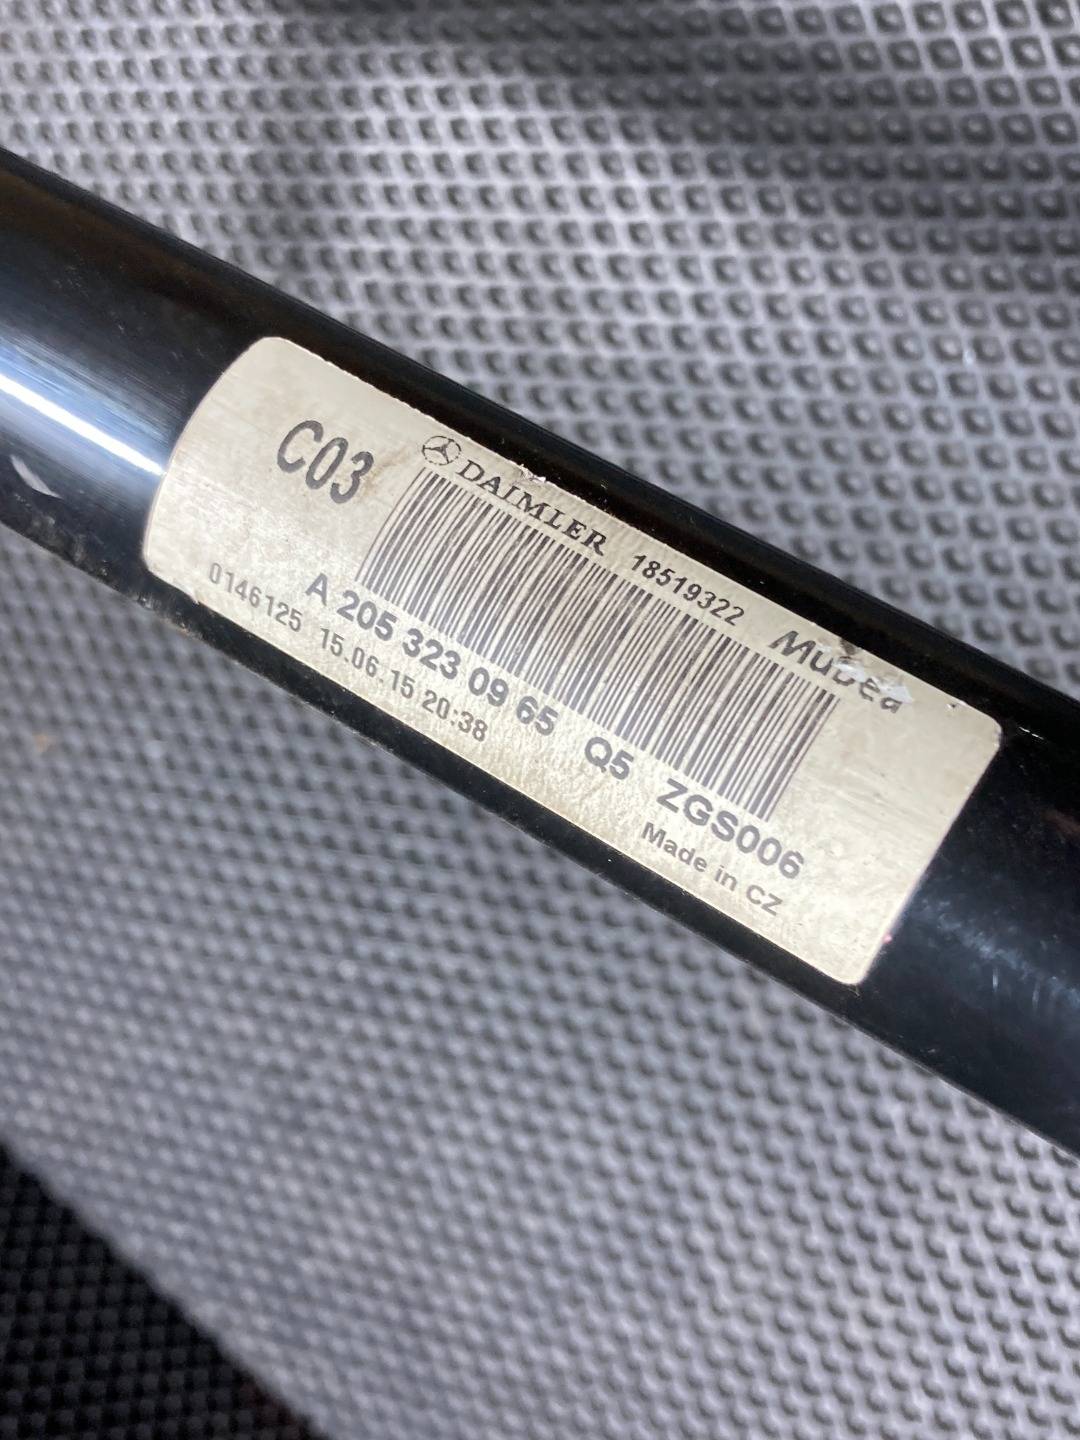 C03
DAIMLER 18519322 Mubea
A 205 323 09 65 Q5 ZGS006
0146125 15.06.15 20:38 Made in CZ